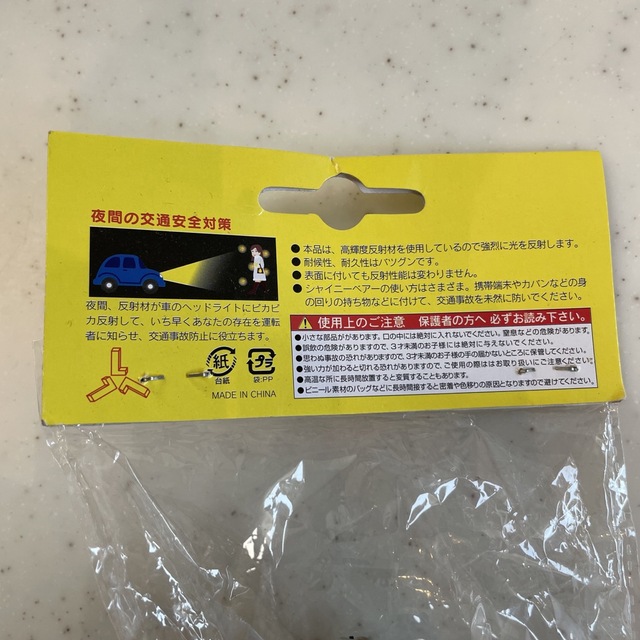 夜間の交通安全対策
夜間、反射材が車のヘッドライトにピカピ
カ反射して、いち早くあなたの存在を運転
者に知らせ、交通事故防止に役立ちます。
紙
台紙
プラ
袋:PP
MADE IN CHINA
●本品は、高輝度反射材を使用しているので強烈に光を反射します。
●耐候性、耐久性はバツグンです。
●表面に付いても反射性能は変わりません。
●シャイニーベアーの使い方はさまざま。携帯端末やカバンなどの身
の回りの持ち物などに付けて、交通事故を未然に防いでください。
使用上のご注意 保護者の方へ 必ずお読み下さい。
●小さな部品があります。口の中には絶対に入れないでください。窒息などの危険があります。
●誤飲の危険がありますので、3才未満のお子様には絶対に与えないでください。
●思わぬ事故の恐れがありますので、3才未満のお子様の手の届かないところに保管してください。
●強い力が加わると切れる恐れがありますので、ご使用の際ははお取り扱いにご注意ください。
●高温な所に長時間放置すると変質することもあります。
●ビニール素材のバッグなどに長時間接すると密着や色移りの原因となりますので避けてください。